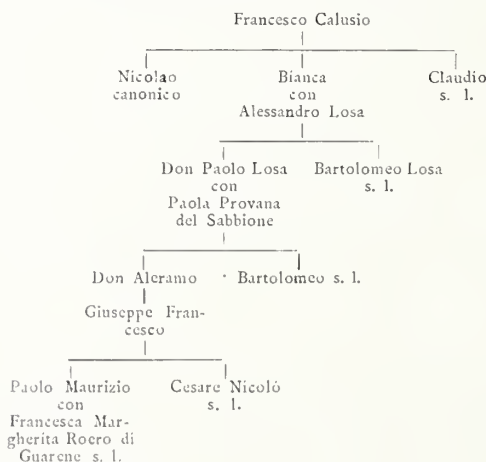 Francesco Calusio
Nicolao Bianca Claudio
canonico con s. l.
Alessandro Losa
Don Paolo Losa Bartolomeo Losa
con s. l.
Paola Provana
del Sabbione
Don Aleramo Bartolomeo s. l.
Giuseppe Fran-
cesco
Paolo Maurizio Cesare Nicolò
con s. l.
Francesca Mar-
gherita Roero di
Guarene s. l.